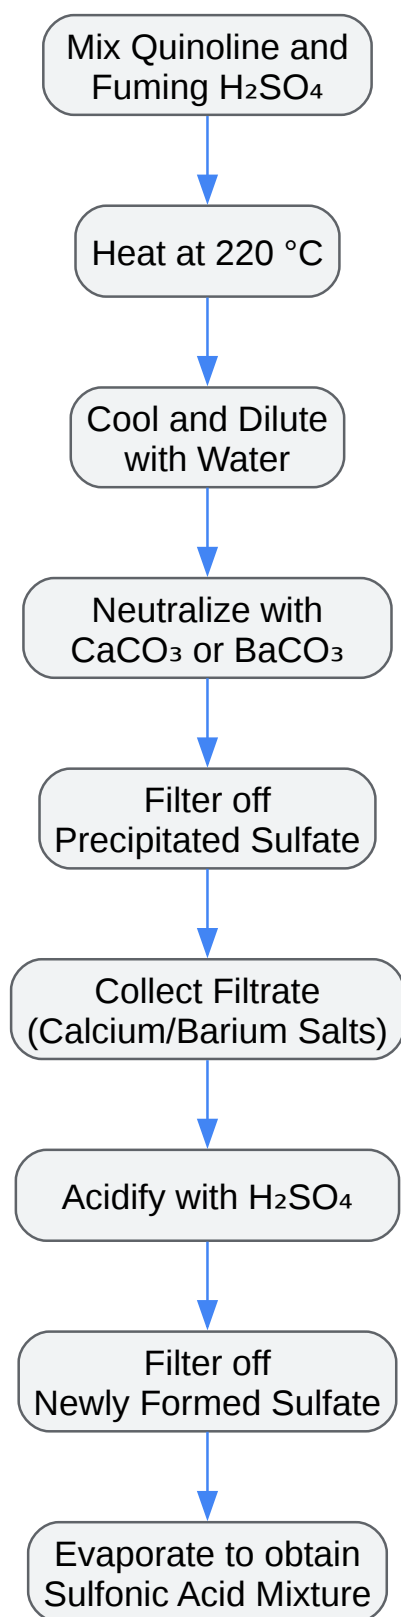 Mix Quinoline and
Fuming H₂SO₄
Heat at 220 °C
Cool and Dilute
with Water
Neutralize with
CaCO₃ or BaCO₃
Filter off
Precipitated Sulfate
Collect Filtrate
(Calcium/Barium Salts)
Acidify with H₂SO₄
Filter off
Newly Formed Sulfate
Evaporate to obtain
Sulfonic Acid Mixture